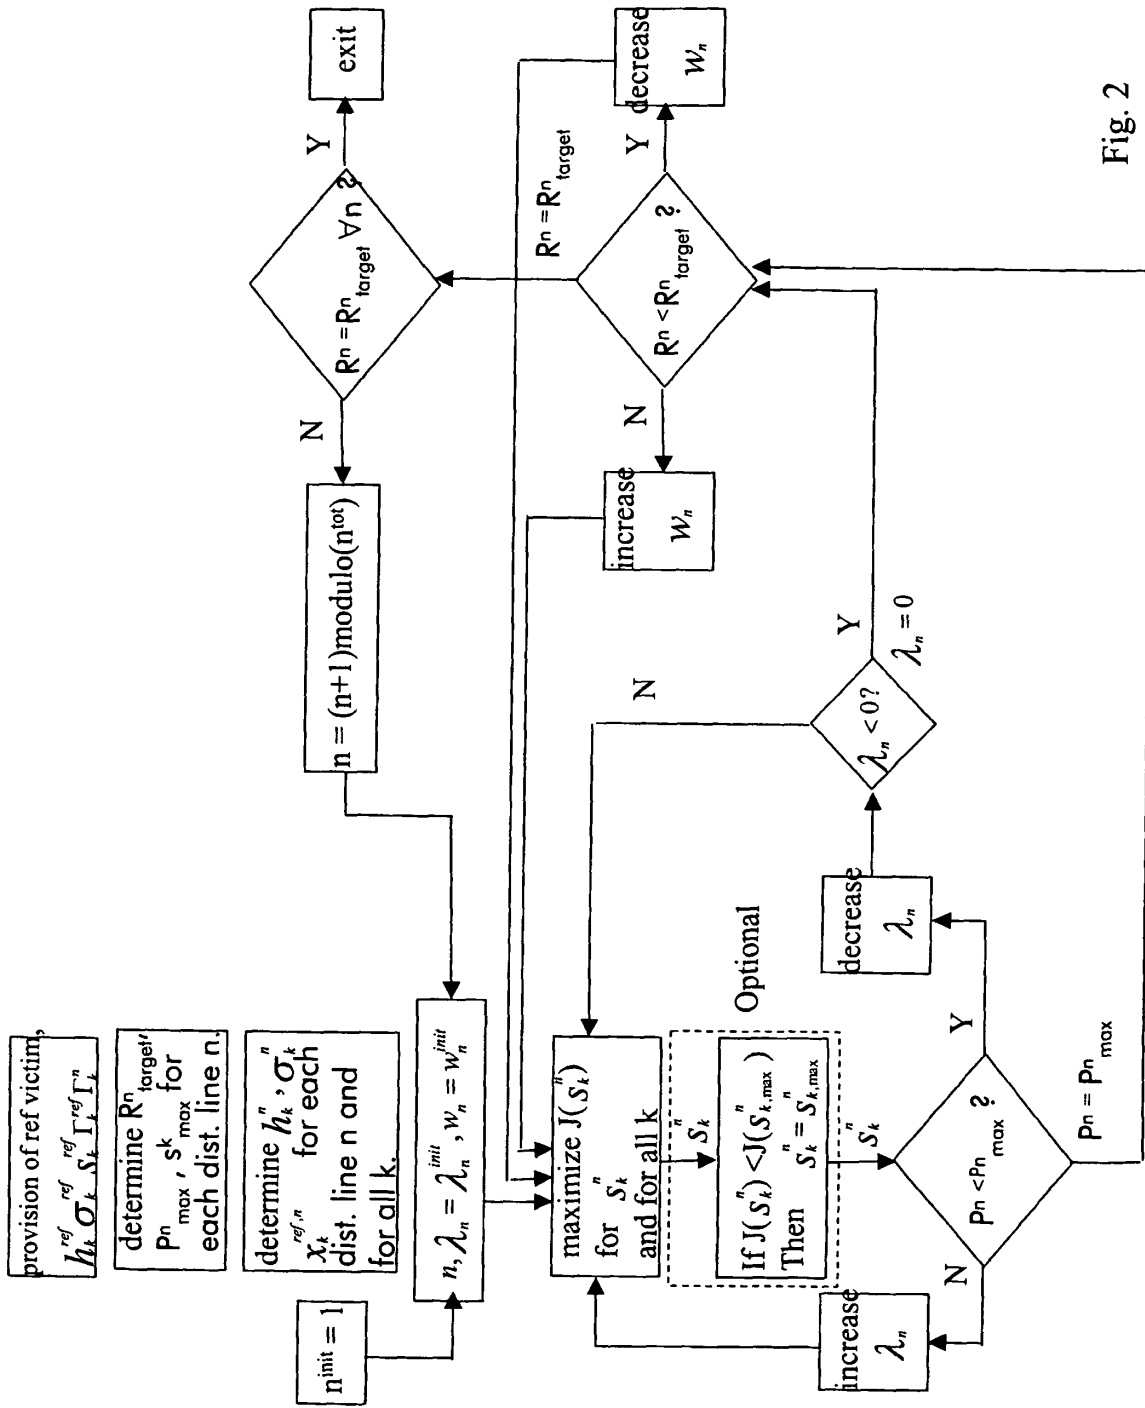 provision of ref victim,
h_k^ref σ_k^ref s_k^ref Γ_k^ref Γ_k^n
determine R^n_target,
P^n_max, s^k_max for
each dist. line n.
determine h_k^n, σ_k^n
x_k^ref,n for each
dist. line n and
for all k.
n^init = 1
n, λ_n = λ_n^init, w_n = w_n^init
n = (n+1)modulo(n^tot)
N
R^n = R^n_target ∀n ?
Y
exit
maximize J(s_k^n)
for s_k^n
and for all k
s_k^n
Optional
If J(s_k^n) <J(s_k,max^n)
Then
s_k^n = s_k,max^n
s_k^n
P^n <P^n_max ?
N
increase
λ_n
Y
decrease
λ_n
P^n = P^n_max
λ_n <0?
N
Y
λ_n = 0
R^n <R^n_target ?
N
increase
w_n
Y
decrease
w_n
R^n = R^n_target
Fig. 2